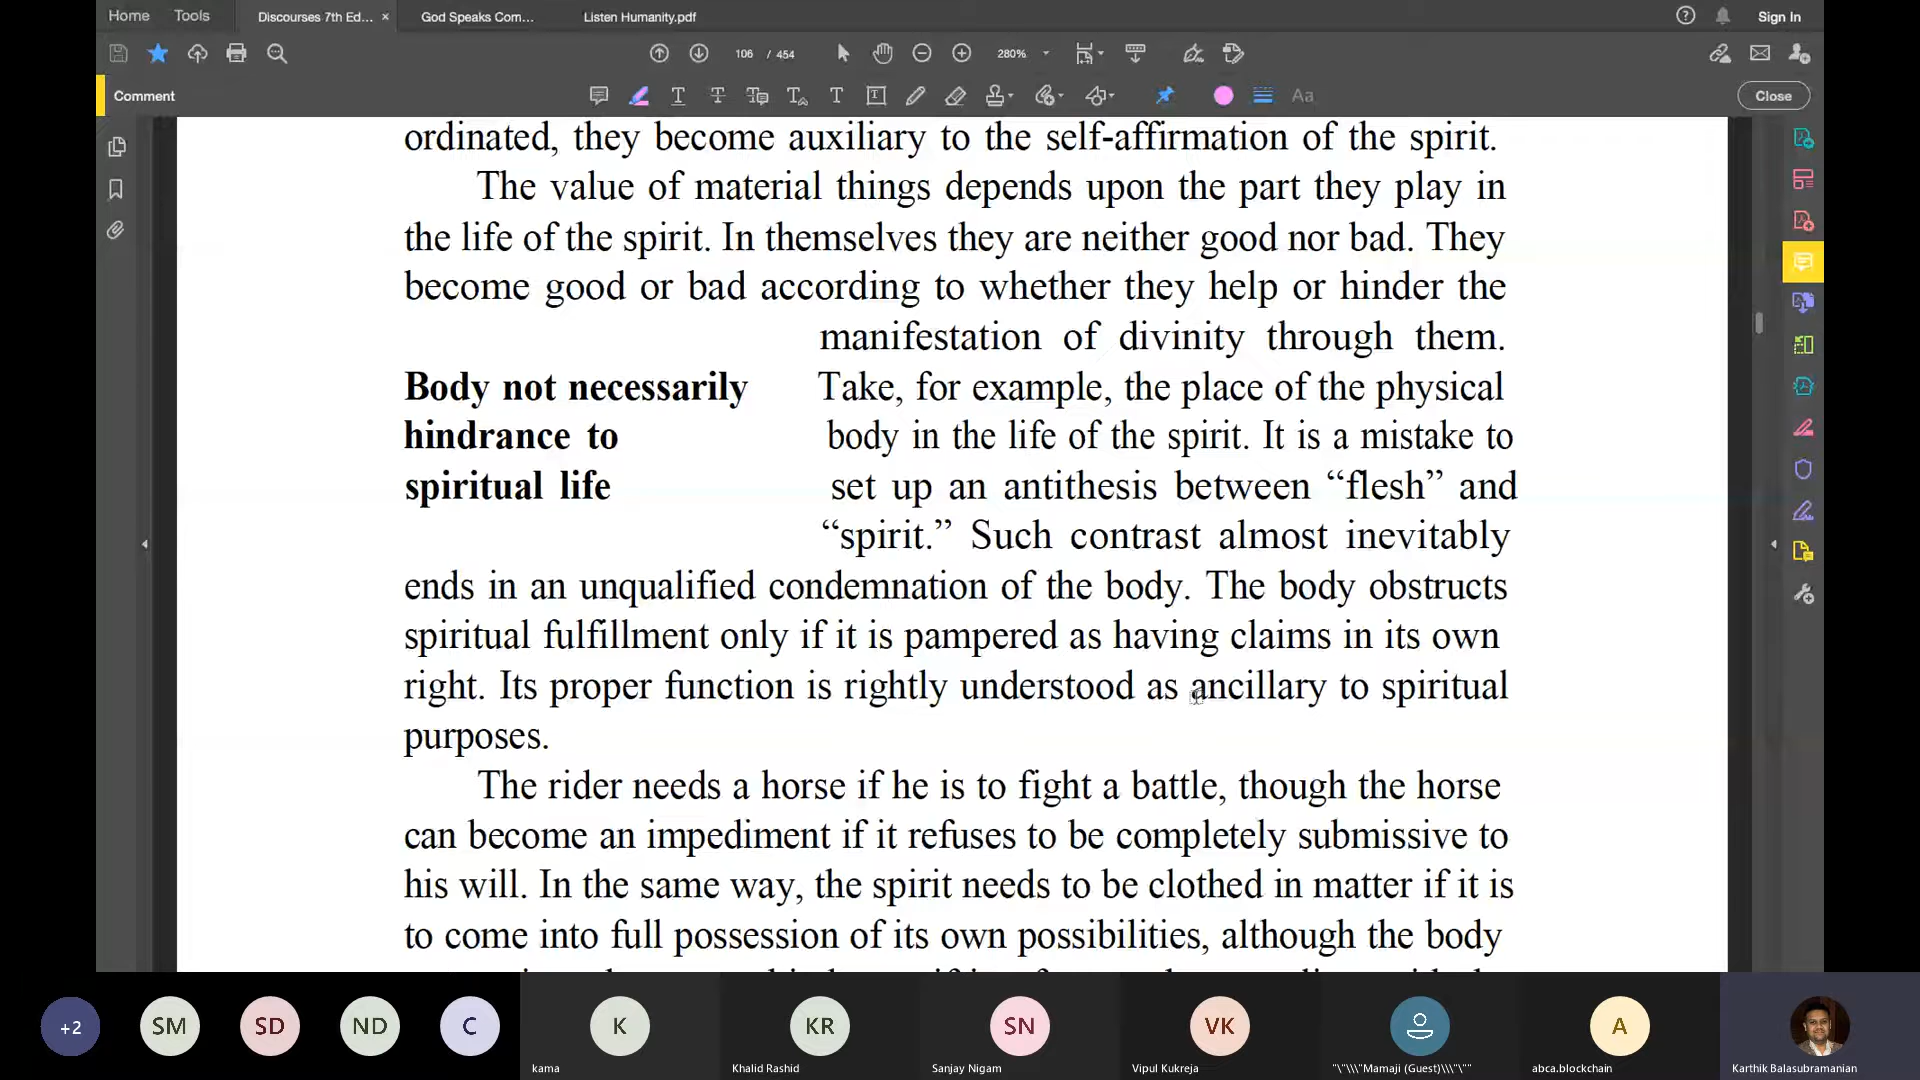 Home Tools Discourses 7th Ed... × God Speaks Com... Listen Humanity.pdf Sign In
106 / 454 280%
Comment Aa Close
ordinated, they become auxiliary to the self-affirmation of the spirit.
The value of material things depends upon the part they play in
the life of the spirit. In themselves they are neither good nor bad. They
become good or bad according to whether they help or hinder the
manifestation of divinity through them.
Body not necessarily Take, for example, the place of the physical
hindrance to body in the life of the spirit. It is a mistake to
spiritual life set up an antithesis between “flesh” and
“spirit.” Such contrast almost inevitably
ends in an unqualified condemnation of the body. The body obstructs
spiritual fulfillment only if it is pampered as having claims in its own
right. Its proper function is rightly understood as ancillary to spiritual
purposes.
The rider needs a horse if he is to fight a battle, though the horse
can become an impediment if it refuses to be completely submissive to
his will. In the same way, the spirit needs to be clothed in matter if it is
to come into full possession of its own possibilities, although the body
+2 SM SD ND C K KR SN VK A
kama Khalid Rashid Sanjay Nigam Vipul Kukreja "\"\\\"Mamaji (Guest)\\\"\"" abca.blockchain Karthik Balasubramanian